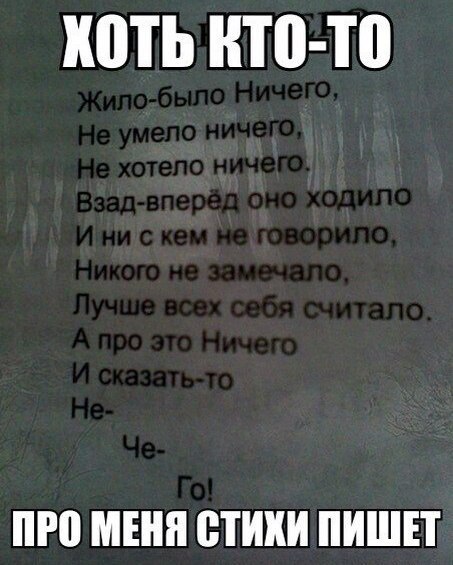 ХОТЬ КТО-ТО
Жило-было Ничего,
Не умело ничего,
Не хотело ничего.
Взад-вперёд оно ходило
И ни с кем не говорило,
Никого не замечало,
Лучше всех себя считало.
А про это Ничего
И сказать-то
Не-
Че-
Го!
ПРО МЕНЯ СТИХИ ПИШЕТ